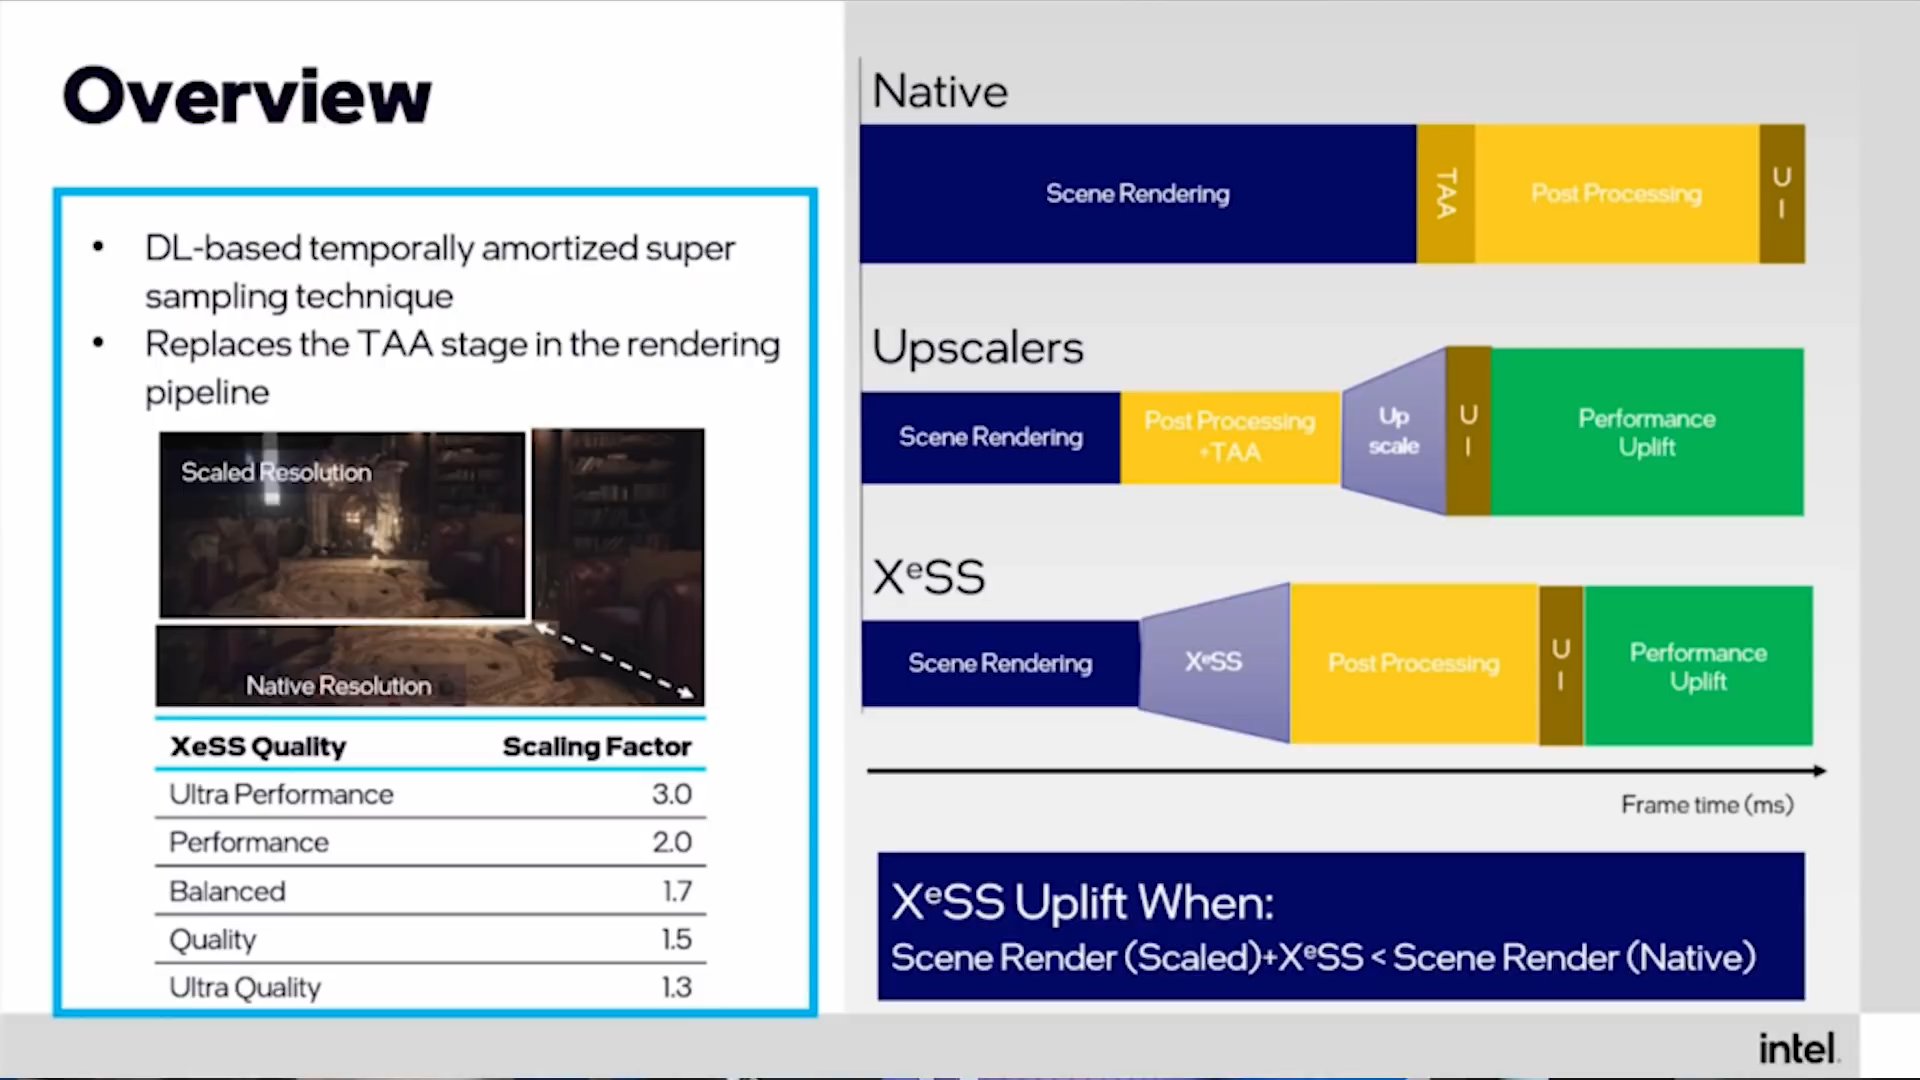 Overview
• DL-based temporally amortized super
sampling technique
• Replaces the TAA stage in the rendering
pipeline
Scaled Resolution
Native Resolution
XeSS Quality Scaling Factor
Ultra Performance 3.0
Performance 2.0
Balanced 1.7
Quality 1.5
Ultra Quality 1.3
Native
Scene Rendering
TAA
Post Processing
UI
Upscalers
Scene Rendering
Post Processing
+TAA
Up
scale
UI
Performance
Uplift
XᵉSS
Scene Rendering
XᵉSS
Post Processing
UI
Performance
Uplift
Frame time (ms)
XᵉSS Uplift When:
Scene Render (Scaled)+XᵉSS < Scene Render (Native)
intel.